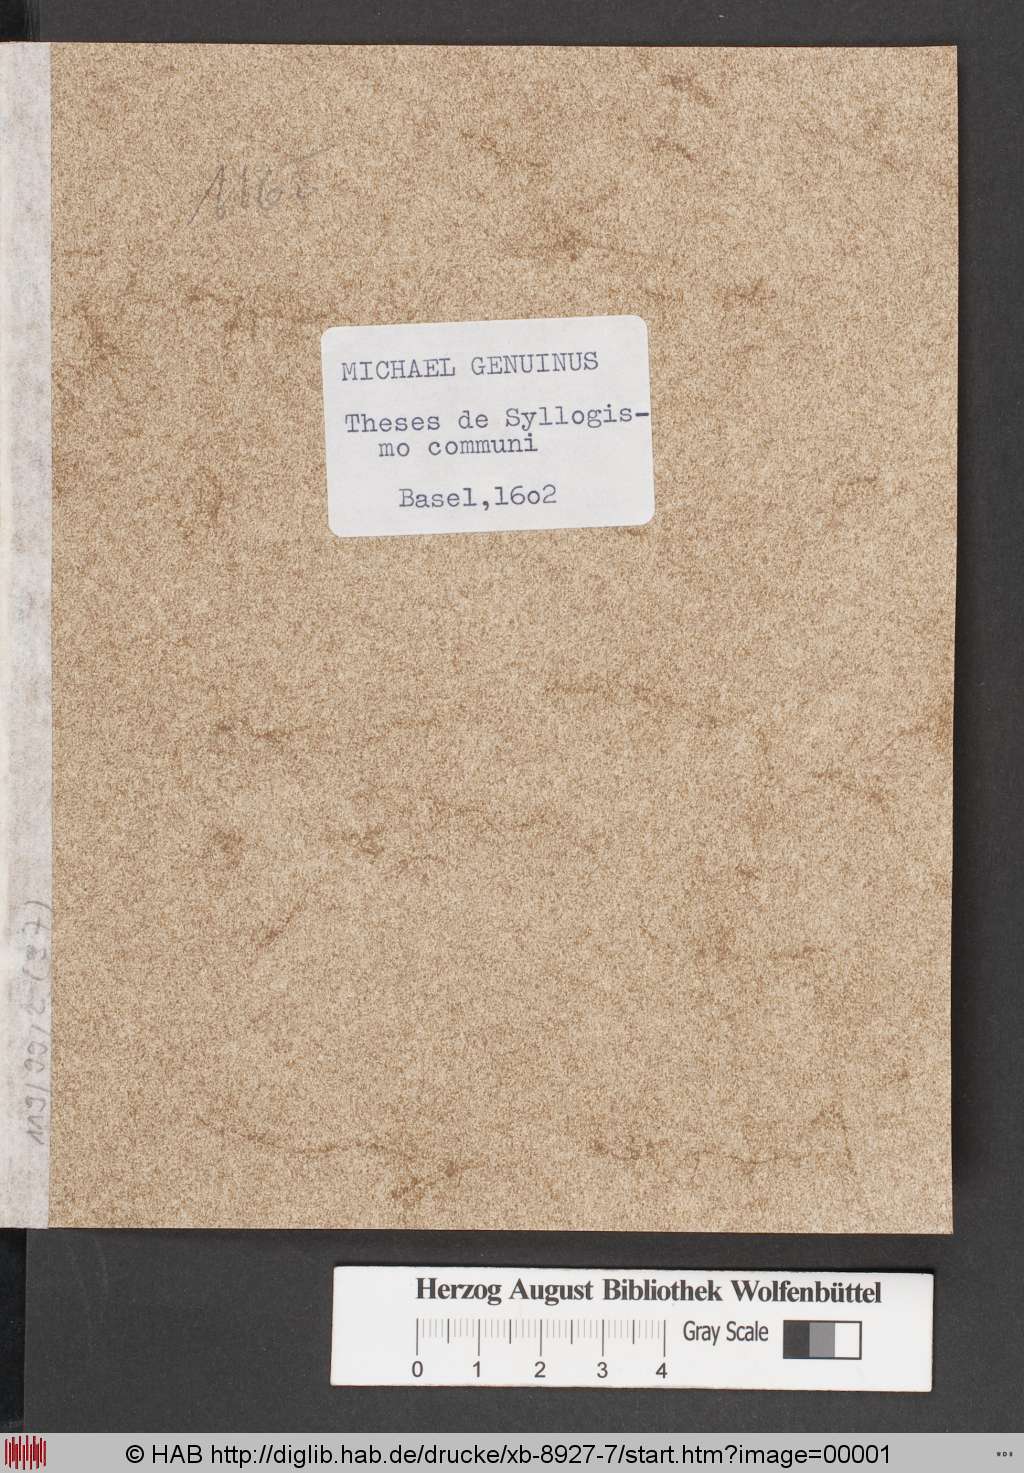 MICHAEL GENUINUS
Theses de Syllogis-
mo communi
Basel,16o2
Herzog August Bibliothek Wolfenbüttel
Gray Scale
0 1 2 3 4
© HAB http://diglib.hab.de/drucke/xb-8927-7/start.htm?image=00001